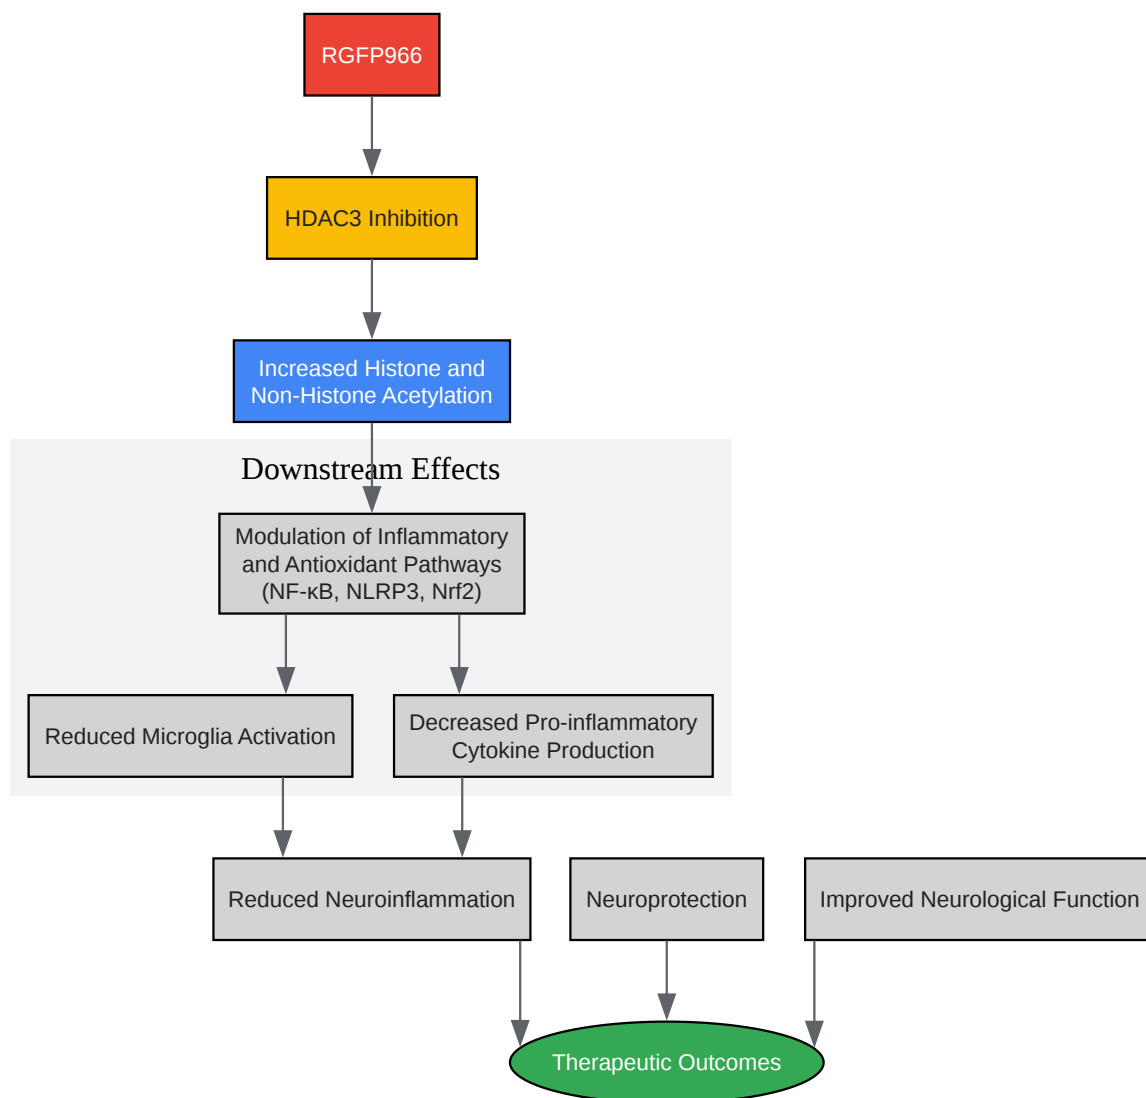 RGFP966
HDAC3 Inhibition
Increased Histone and
Non-Histone Acetylation
Downstream Effects
Modulation of Inflammatory
and Antioxidant Pathways
(NF-κB, NLRP3, Nrf2)
Reduced Microglia Activation
Decreased Pro-inflammatory
Cytokine Production
Reduced Neuroinflammation
Neuroprotection
Improved Neurological Function
Therapeutic Outcomes